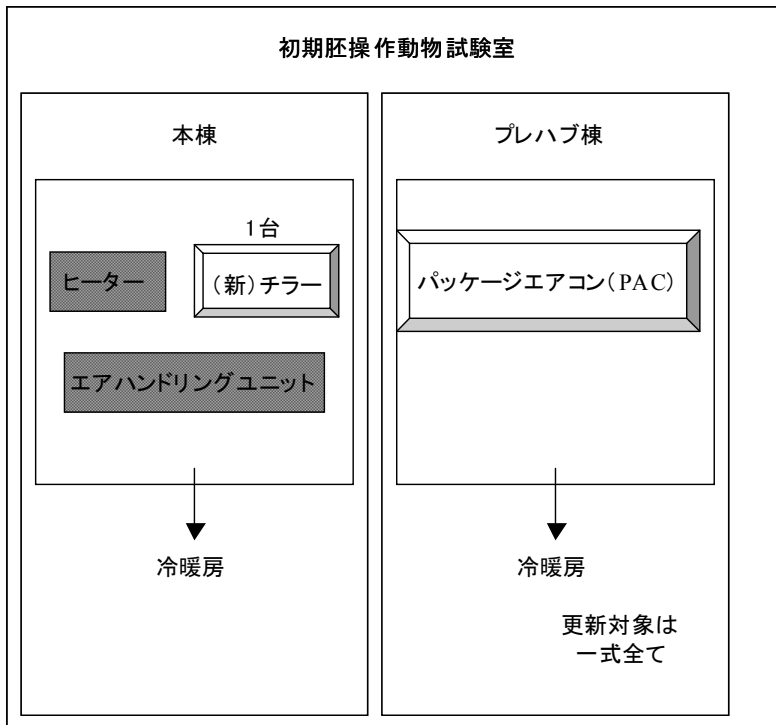 初期胚操作動物試験室
本棟
1台
ヒーター
（新）チラー
エアハンドリングユニット
冷暖房
プレハブ棟
パッケージエアコン（PAC）
冷暖房
更新対象は
一式全て